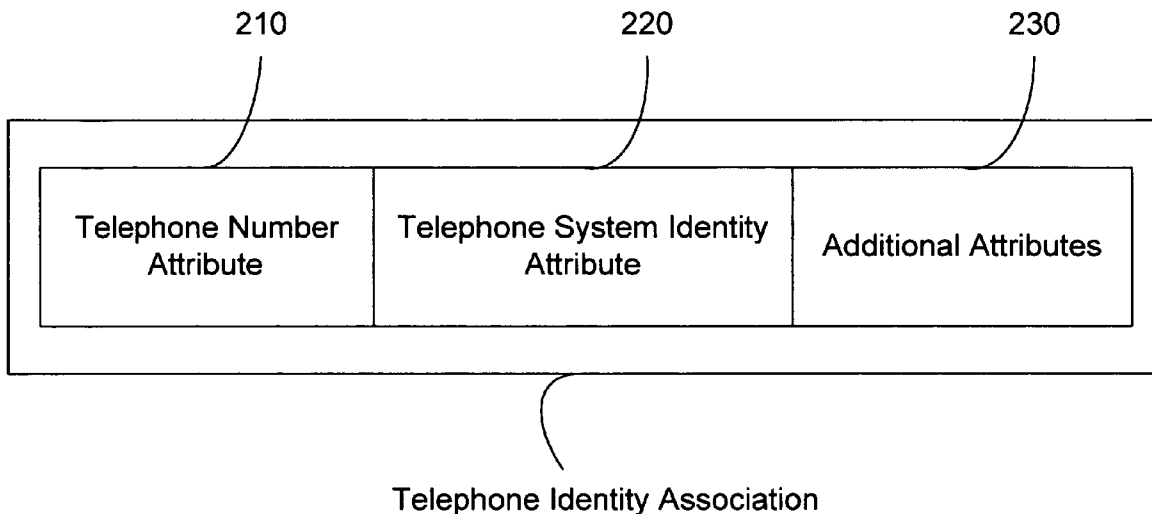 210 220 230
Telephone Number
Attribute
Telephone System Identity
Attribute
Additional Attributes
Telephone Identity Association